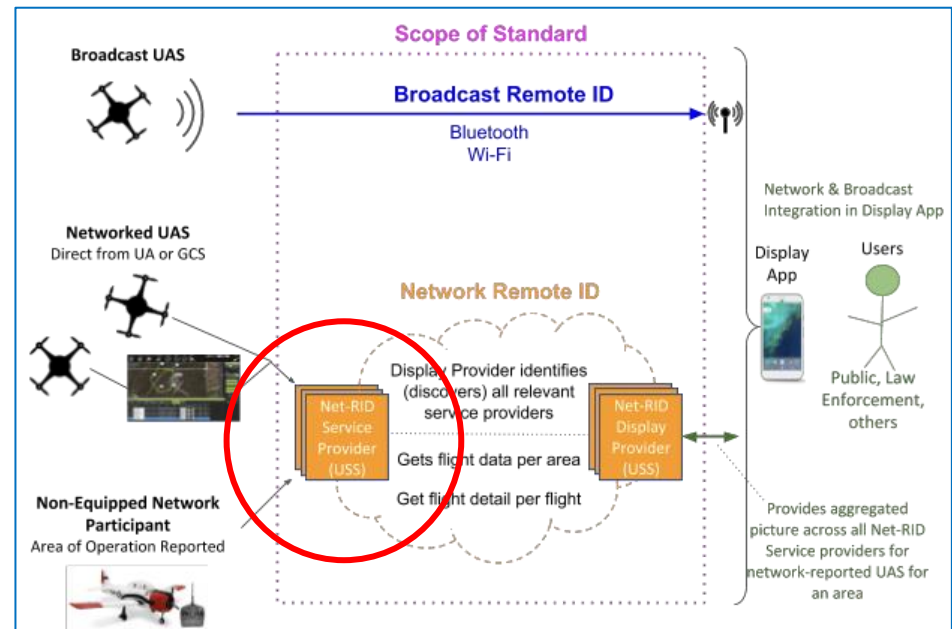 Scope of Standard
Broadcast UAS
Broadcast Remote ID
Bluetooth
Wi-Fi
Network & Broadcast
Integration in Display App
Networked UAS
Direct from UA or GCS
Display
App
Users
Network Remote ID
Display Provider identifies
(discovers) all relevant
service providers
Net-RID
Service
Provider
(USS)
Net-RID
Display
Provider
(USS)
Gets flight data per area
Get flight detail per flight
Public, Law
Enforcement,
others
Non-Equipped Network
Participant
Area of Operation Reported
Provides aggregated
picture across all Net-RID
Service providers for
network-reported UAS for
an area